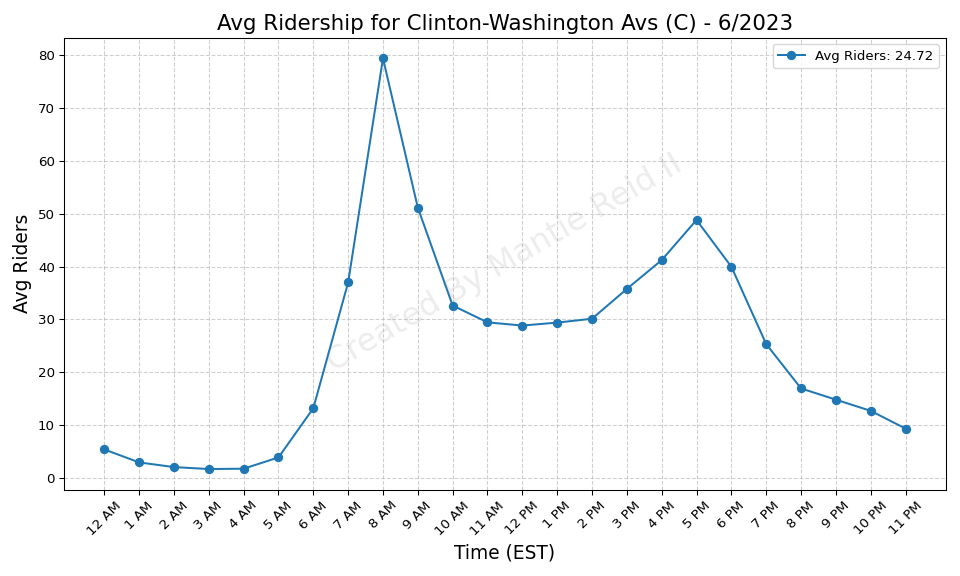 Avg Ridership for Clinton-Washington Avs (C) - 6/2023
Avg Riders: 24.72
Avg Riders
80
70
60
50
40
30
20
10
0
Created By Mantie Reid II
12 AM
1 AM
2 AM
3 AM
4 AM
5 AM
6 AM
7 AM
8 AM
9 AM
10 AM
11 AM
12 PM
1 PM
2 PM
3 PM
4 PM
5 PM
6 PM
7 PM
8 PM
9 PM
10 PM
11 PM
Time (EST)